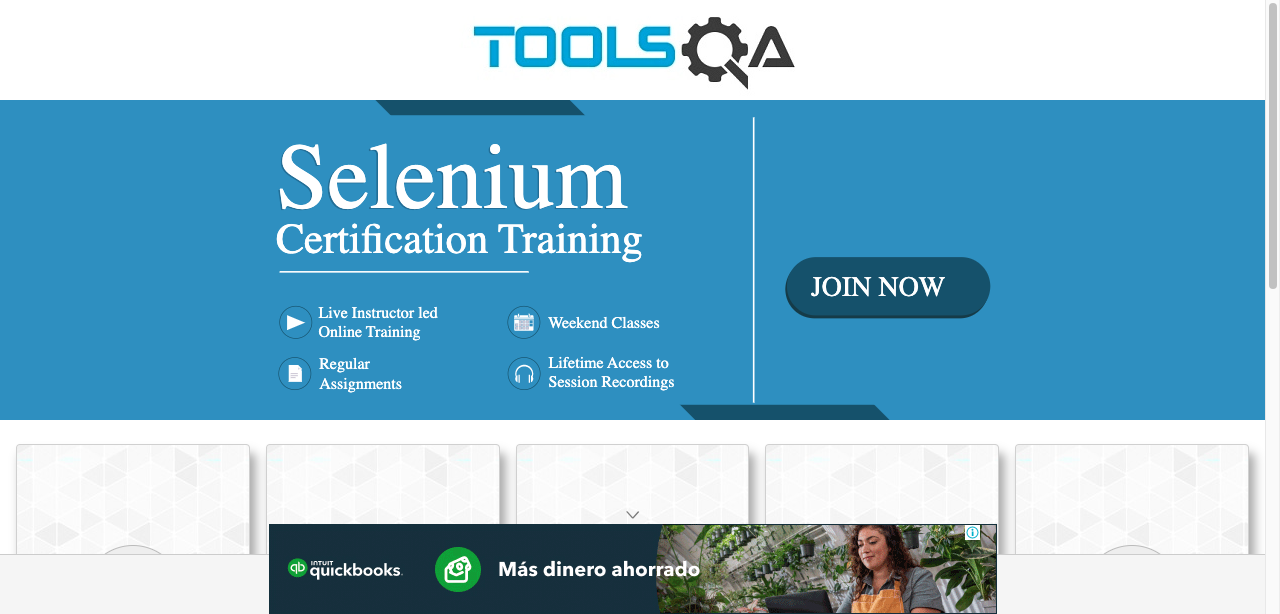 TOOLSQA
Selenium
Certification Training
Live Instructor led
Online Training
Weekend Classes
Regular
Assignments
Lifetime Access to
Session Recordings
JOIN NOW
qb INTUIT
quickbooks.
Más dinero ahorrado